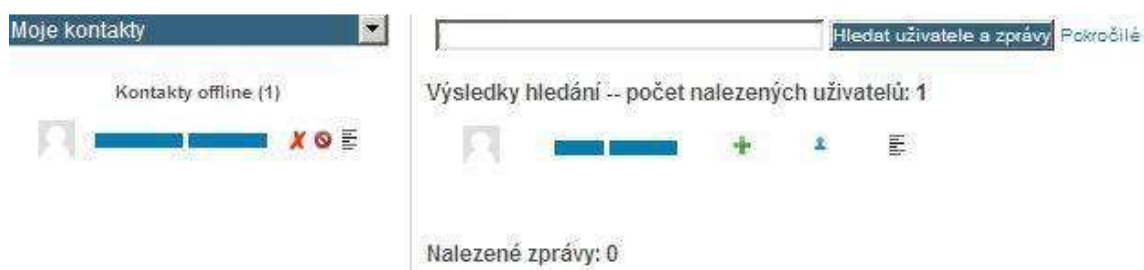 Moje kontakty
Kontakty offline (1)
Hledat uživatele a zprávy Pokročilé
Výsledky hledání -- počet nalezených uživatelů: 1
Nalezené zprávy: 0